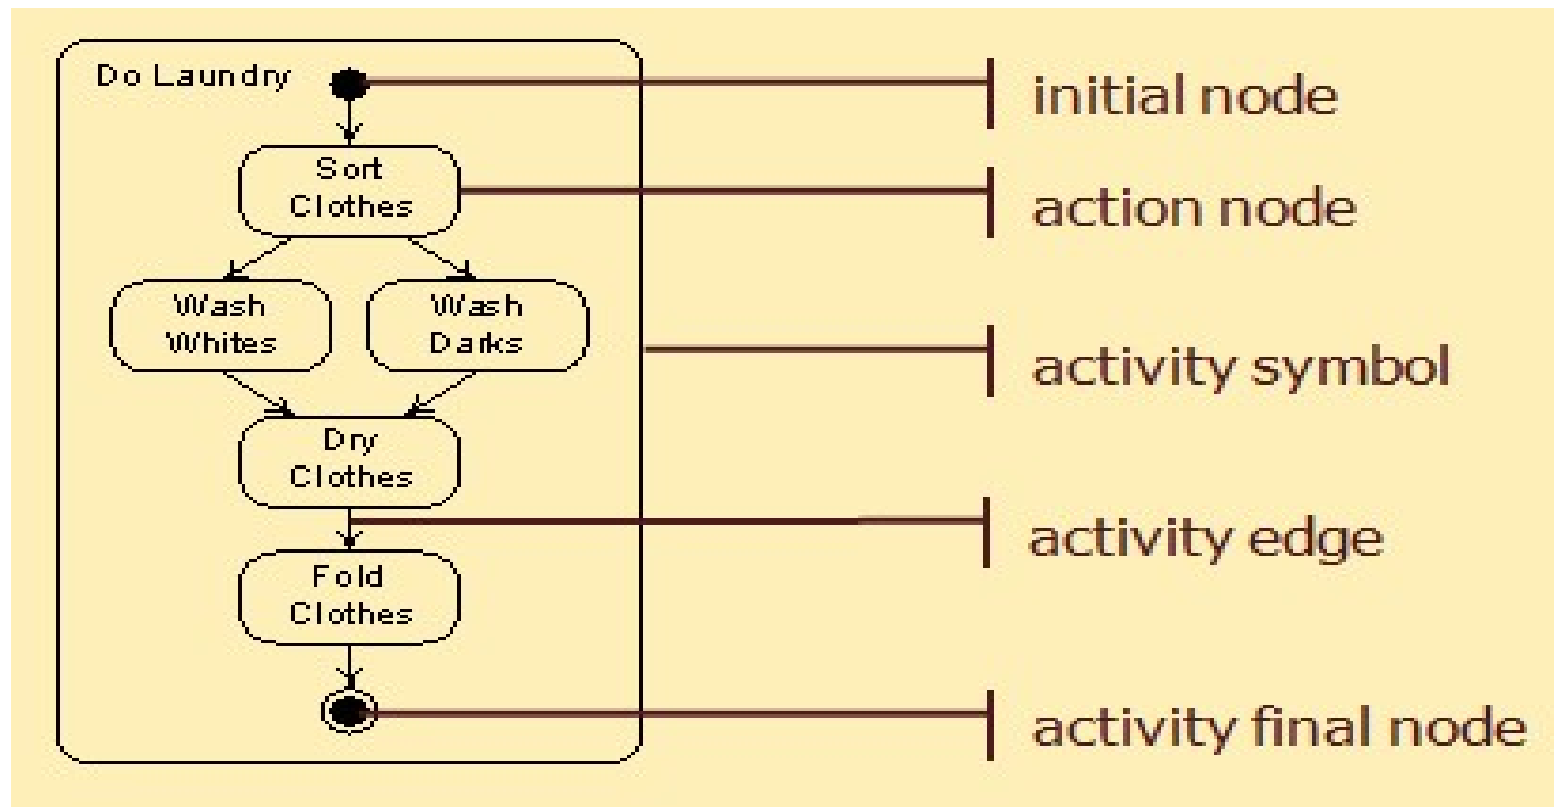 Do Laundry
initial node
Sort
Clothes
action node
Wash
Whites
Wash
Darks
activity symbol
Dry
Clothes
activity edge
Fold
Clothes
activity final node